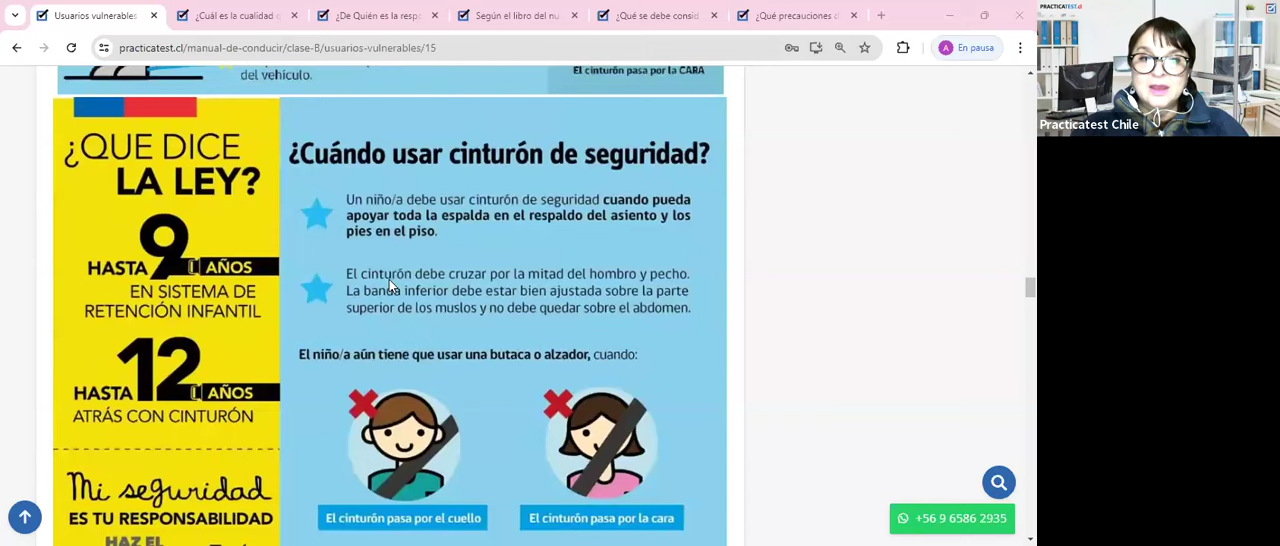 Usuarios vulnerables
¿Cuál es la cualidad q
¿De Quién es la resp
Según el libro del nu
¿Qué se debe consid
¿Qué precauciones d
practicatest.cl/manual-de-conducir/clase-B/usuarios-vulnerables/15
A
En pausa
del vehículo.
El cinturón pasa por la CARA
¿QUE DICE
LA LEY?
HASTA 9 AÑOS
EN SISTEMA DE
RETENCIÓN INFANTIL
HASTA 12 AÑOS
ATRÁS CON CINTURÓN
Mi seguridad
ES TU RESPONSABILIDAD
HAZ EL
¿Cuándo usar cinturón de seguridad?
Un niño/a debe usar cinturón de seguridad cuando pueda
apoyar toda la espalda en el respaldo del asiento y los
pies en el piso.
El cinturón debe cruzar por la mitad del hombro y pecho.
La banda inferior debe estar bien ajustada sobre la parte
superior de los muslos y no debe quedar sobre el abdomen.
El niño/a aún tiene que usar una butaca o alzador, cuando:
El cinturón pasa por el cuello
El cinturón pasa por la cara
+56 9 6586 2935
PRACTICATEST.cl
Practicatest Chile